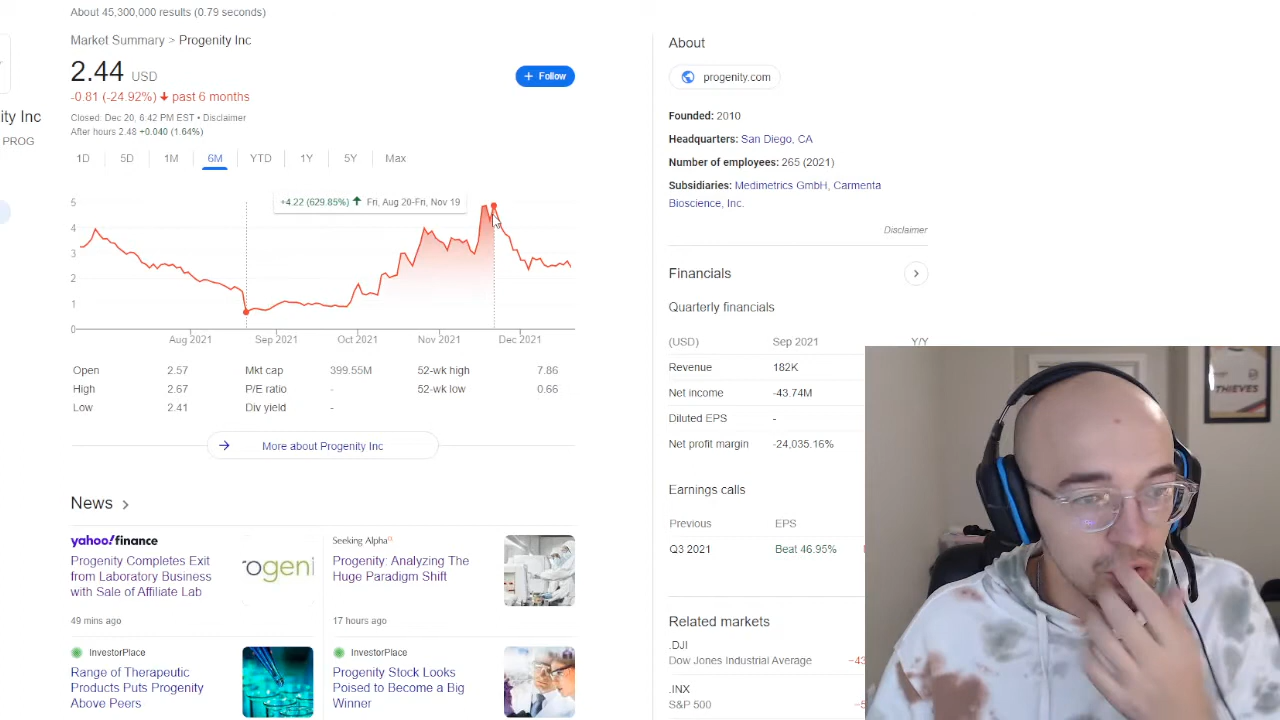 About 45,300,000 results (0.79 seconds)
Market Summary > Progenity Inc
ity Inc
PROG
2.44 USD
+ Follow
-0.81 (-24.92%) ↓ past 6 months
Closed: Dec 20, 6:42 PM EST • Disclaimer
After hours 2.48 +0.040 (1.64%)
1D 5D 1M 6M YTD 1Y 5Y Max
+4.22 (629.85%) ↑ Fri, Aug 20-Fri, Nov 19
5
4
3
2
1
0
Aug 2021 Sep 2021 Oct 2021 Nov 2021 Dec 2021
Open 2.57 Mkt cap 399.55M 52-wk high 7.86
High 2.67 P/E ratio - 52-wk low 0.66
Low 2.41 Div yield -
More about Progenity Inc
News
yahoo!finance
Progenity Completes Exit
from Laboratory Business
with Sale of Affiliate Lab
49 mins ago
rogeni
Seeking Alpha
Progenity: Analyzing The
Huge Paradigm Shift
17 hours ago
InvestorPlace
Range of Therapeutic
Products Puts Progenity
Above Peers
InvestorPlace
Progenity Stock Looks
Poised to Become a Big
Winner
About
progenity.com
Founded: 2010
Headquarters: San Diego, CA
Number of employees: 265 (2021)
Subsidiaries: Medimetrics GmbH, Carmenta
Bioscience, Inc.
Disclaimer
Financials
Quarterly financials
(USD) Sep 2021 Y/Y
Revenue 182K
Net income -43.74M
Diluted EPS -
Net profit margin -24,035.16%
Earnings calls
Previous EPS
Q3 2021 Beat 46.95%
Related markets
.DJI
Dow Jones Industrial Average
.INX
S&P 500
THIEVES